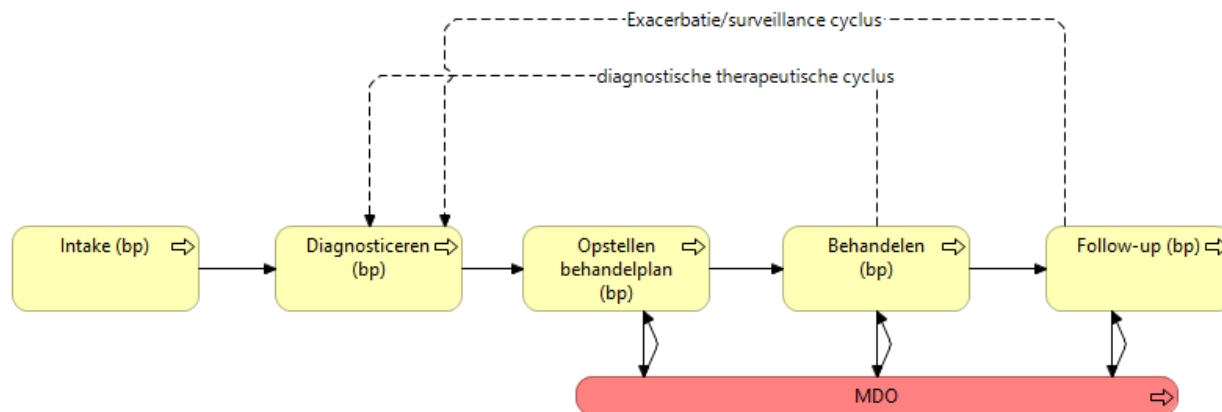 Exacerbatie/surveillance cyclus
diagnostische therapeutische cyclus
Intake (bp)
Diagnosticeren
(bp)
Opstellen
behandelplan
(bp)
Behandelen
(bp)
Follow-up (bp)
MDO